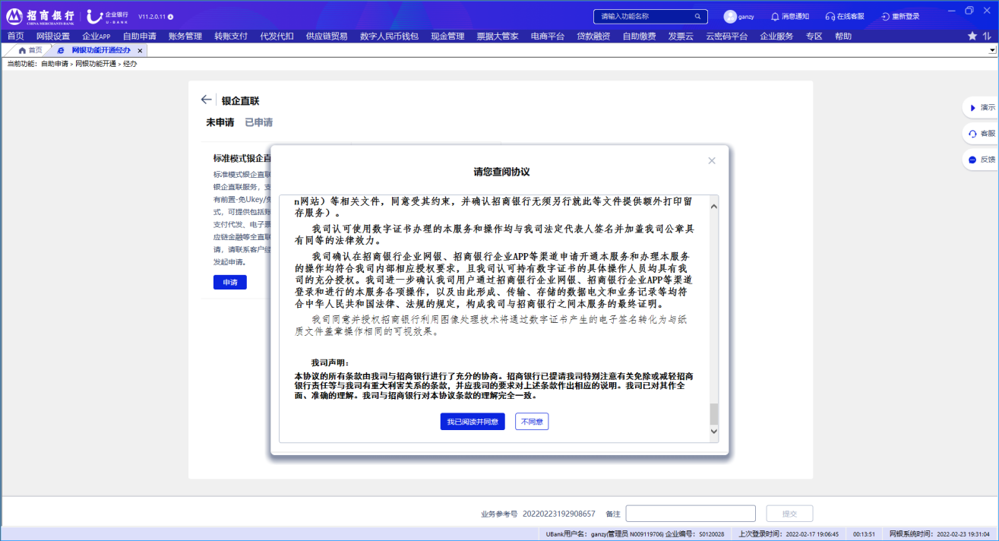 招商银行 CHINA MERCHANTS BANK 企业银行 U-BANK V11.2.0.11 请输入功能名称 ganzy 消息通知 在线客服 重新登录
首页 网银设置 企业APP 自助申请 账务管理 转账支付 代发代扣 供应链贸易 数字人民币钱包 现金管理 票据大管家 电商平台 贷款融资 自助缴费 发票云 云密码平台 企业服务 专区 帮助
首页 网银功能开通经办
当前功能：自助申请 > 网银功能开通 > 经办
银企直联
未申请 已申请
演示
客服
反馈
标准模式银企直
标准模式银企直联
银企直联服务，支
有前置-免Ukey/免
式，可提供包括账
支付代发、电子票
应链金融等全直联
请，请联系客户经
发起申请。
申请
请您查阅协议
n网站）等相关文件，同意受其约束，并确认招商银行无须另行就此等文件提供额外打印留
存服务）。
我司认可使用数字证书办理的本服务和操作均与我司法定代表人签名并加盖我司公章具
有同等的法律效力。
我司确认在招商银行企业网银、招商银行企业APP等渠道申请开通本服务和办理本服务
的操作均符合我司内部相应授权要求，且我司认可持有数字证书的具体操作人员均具有我
司的充分授权。我司进一步确认我司用户通过招商银行企业网银、招商银行企业APP等渠道
登录和进行的本服务各项操作，以及由此形成、传输、存储的数据电文和业务记录等均符
合中华人民共和国法律、法规的规定，构成我司与招商银行之间本服务的最终证明。
我司同意并授权招商银行利用图像处理技术将通过数字证书产生的电子签名转化为与纸
质文件盖章操作相同的可视效果。
我司声明：
本协议的所有条款由我司与招商银行进行了充分的协商。招商银行已提请我司特别注意有关免除或减轻招商
银行责任等与我司有重大利害关系的条款，并应我司的要求对上述条款作出相应的说明。我司已对其作全
面、准确的理解。我司与招商银行对本协议条款的理解完全一致。
我已阅读并同意 不同意
业务参考号 20220223192908657 备注 提交
UBank用户名：ganzy(管理员 N009119706) 企业编号：S0120028 上次登录时间：2022-02-17 19:06:45 00:13:51 网银系统时间：2022-02-23 19:31:04